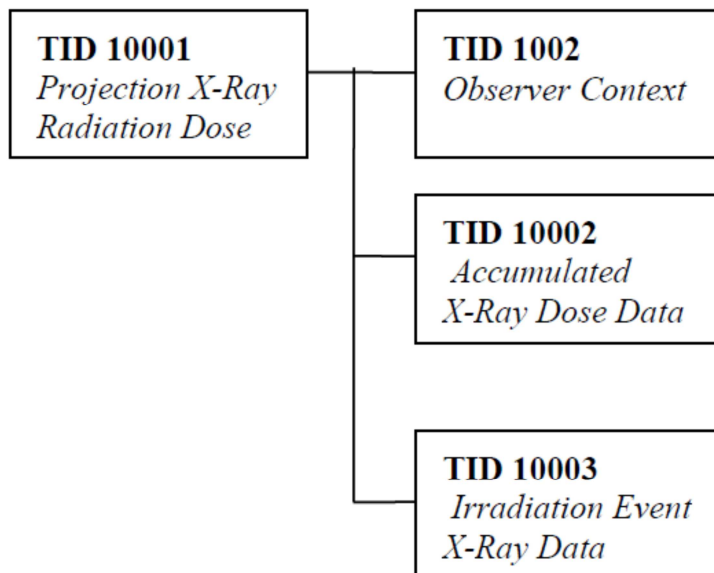 TID 10001
Projection X-Ray
Radiation Dose
TID 1002
Observer Context
TID 10002
Accumulated
X-Ray Dose Data
TID 10003
Irradiation Event
X-Ray Data